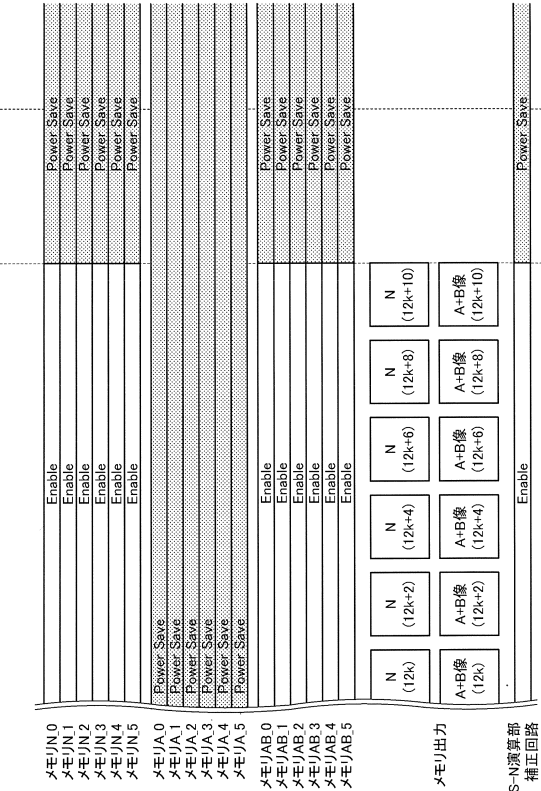 メモリN_0
Enable
Power Save
メモリN_1
Enable
Power Save
メモリN_2
Enable
Power Save
メモリN_3
Enable
Power Save
メモリN_4
Enable
Power Save
メモリN_5
Enable
Power Save
メモリA_0
Power Save
メモリA_1
Power Save
メモリA_2
Power Save
メモリA_3
Power Save
メモリA_4
Power Save
メモリA_5
Power Save
メモリAB_0
Enable
Power Save
メモリAB_1
Enable
Power Save
メモリAB_2
Enable
Power Save
メモリAB_3
Enable
Power Save
メモリAB_4
Enable
Power Save
メモリAB_5
Enable
Power Save
メモリ出力
N
(12k)
N
(12k+2)
N
(12k+4)
N
(12k+6)
N
(12k+8)
N
(12k+10)
A+B像
(12k)
A+B像
(12k+2)
A+B像
(12k+4)
A+B像
(12k+6)
A+B像
(12k+8)
A+B像
(12k+10)
S-N演算部
補正回路
Enable
Power Save